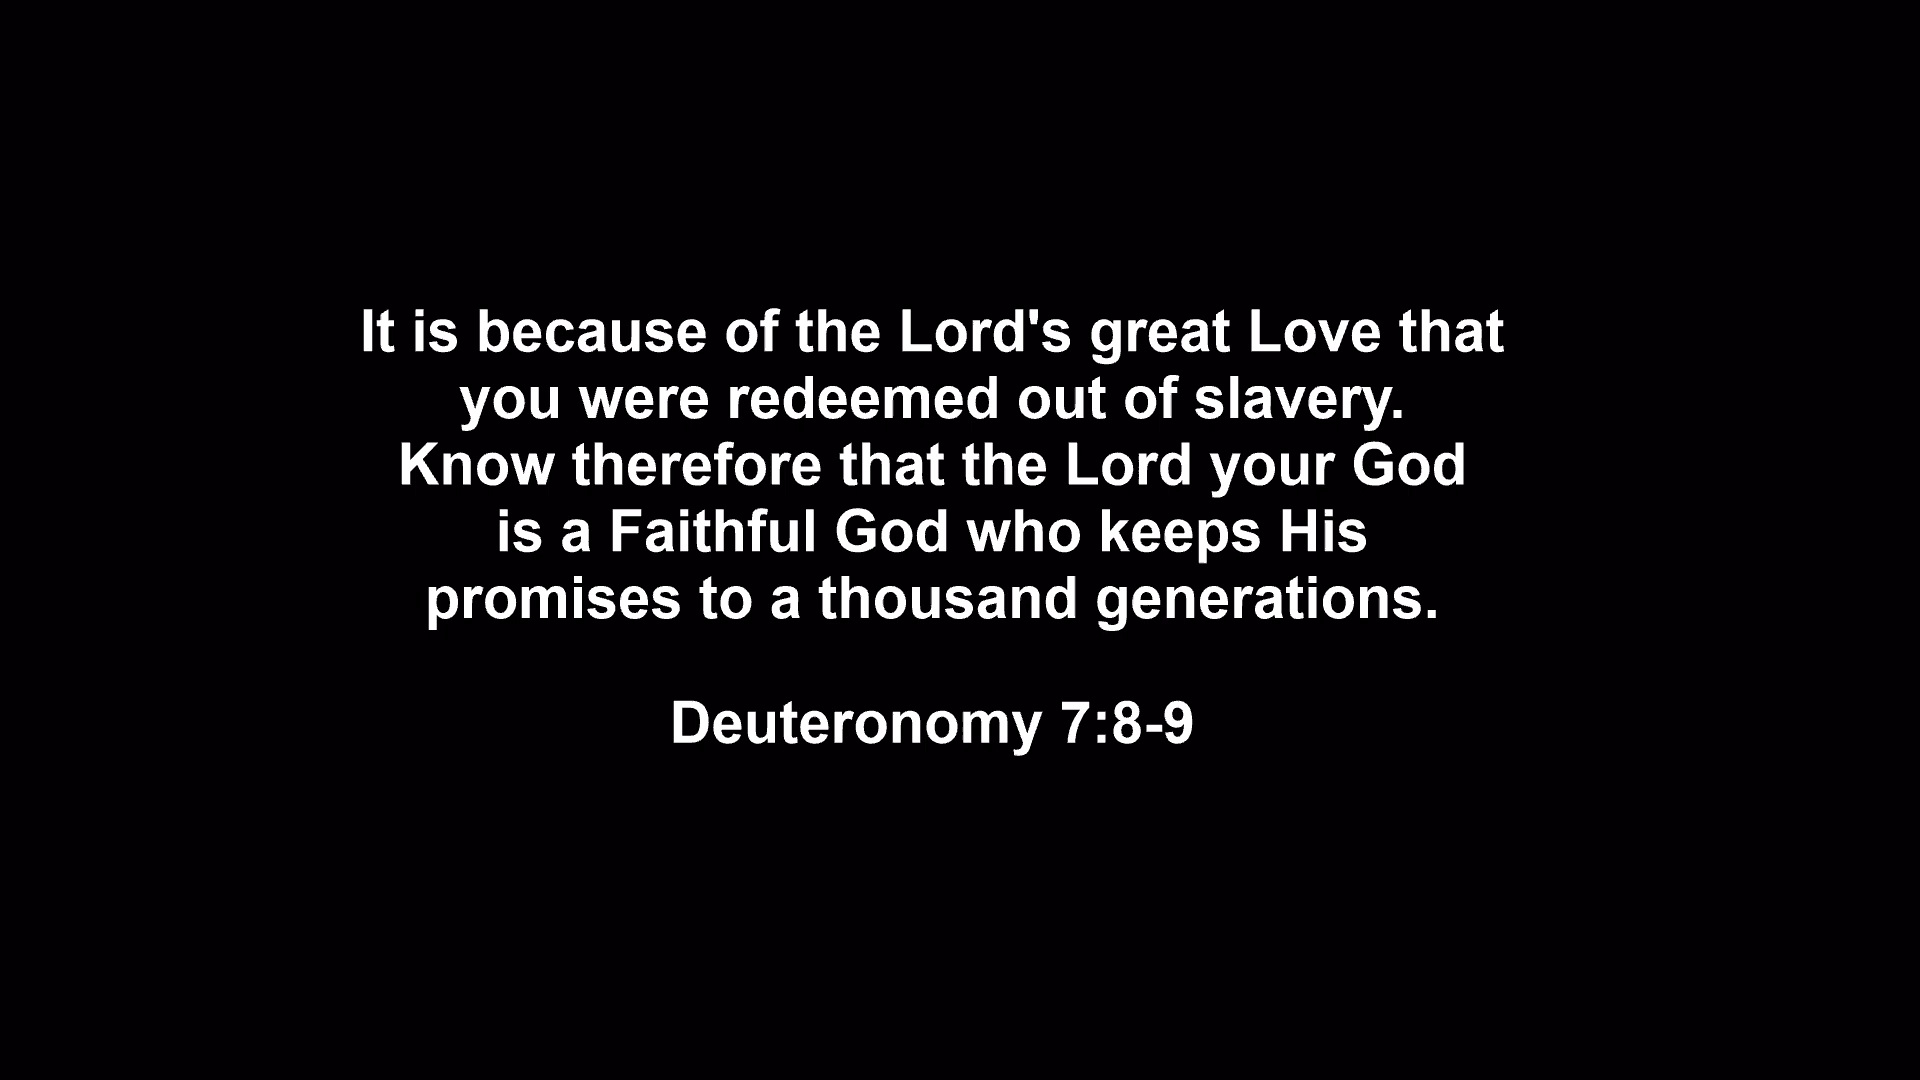 It is because of the Lord's great Love that
you were redeemed out of slavery.
Know therefore that the Lord your God
is a Faithful God who keeps His
promises to a thousand generations.
Deuteronomy 7:8-9